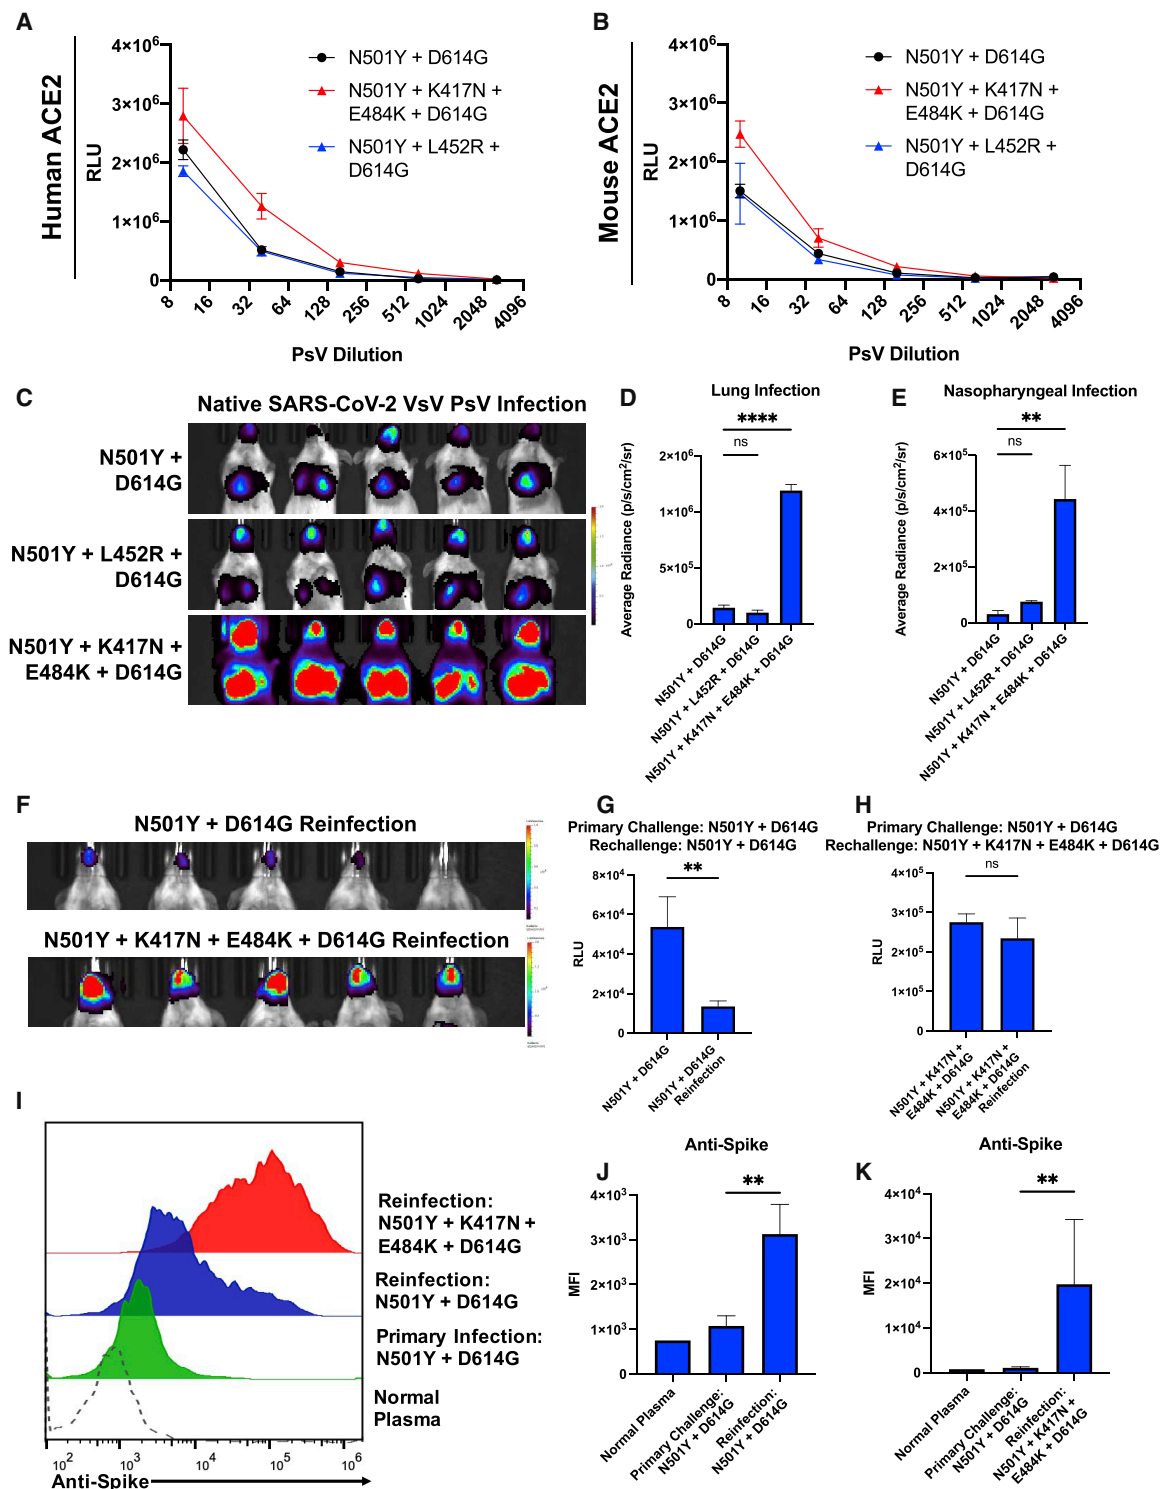 A
Human ACE2
RLU
4×10⁶
3×10⁶
2×10⁶
1×10⁶
0
8 16 32 64 128 256 512 1024 2048 4096
PsV Dilution
N501Y + D614G
N501Y + K417N +
E484K + D614G
N501Y + L452R +
D614G
B
Mouse ACE2
RLU
4×10⁶
3×10⁶
2×10⁶
1×10⁶
0
8 16 32 64 128 256 512 1024 2048 4096
PsV Dilution
N501Y + D614G
N501Y + K417N +
E484K + D614G
N501Y + L452R +
D614G
C
Native SARS-CoV-2 VsV PsV Infection
N501Y +
D614G
N501Y + L452R +
D614G
N501Y + K417N +
E484K + D614G
D
Lung Infection
****
ns
Average Radiance (p/s/cm²/sr)
2×10⁶
1×10⁶
5×10⁵
0
N501Y + D614G
N501Y + L452R + D614G
N501Y + K417N + E484K + D614G
E
Nasopharyngeal Infection
**
ns
Average Radiance (p/s/cm²/sr)
6×10⁵
4×10⁵
2×10⁵
0
N501Y + D614G
N501Y + L452R + D614G
N501Y + K417N + E484K + D614G
F
N501Y + D614G Reinfection
N501Y + K417N + E484K + D614G Reinfection
G
Primary Challenge: N501Y + D614G
Rechallenge: N501Y + D614G
**
RLU
8×10⁴
6×10⁴
4×10⁴
2×10⁴
0
N501Y + D614G
N501Y + D614G
Reinfection
H
Primary Challenge: N501Y + D614G
Rechallenge: N501Y + K417N + E484K + D614G
ns
RLU
4×10⁵
3×10⁵
2×10⁵
1×10⁵
0
N501Y + K417N +
E484K + D614G
N501Y + K417N +
E484K + D614G
Reinfection
I
Reinfection:
N501Y + K417N +
E484K + D614G
Reinfection:
N501Y + D614G
Primary Infection:
N501Y + D614G
Normal
Plasma
10² 10³ 10⁴ 10⁵ 10⁶
Anti-Spike
J
Anti-Spike
**
MFI
4×10³
3×10³
2×10³
1×10³
0
Normal Plasma
Primary Challenge:
N501Y + D614G
Reinfection:
N501Y + D614G
K
Anti-Spike
**
MFI
4×10⁴
3×10⁴
2×10⁴
1×10⁴
0
Normal Plasma
Primary Challenge:
N501Y + D614G
Reinfection:
N501Y + K417N +
E484K + D614G